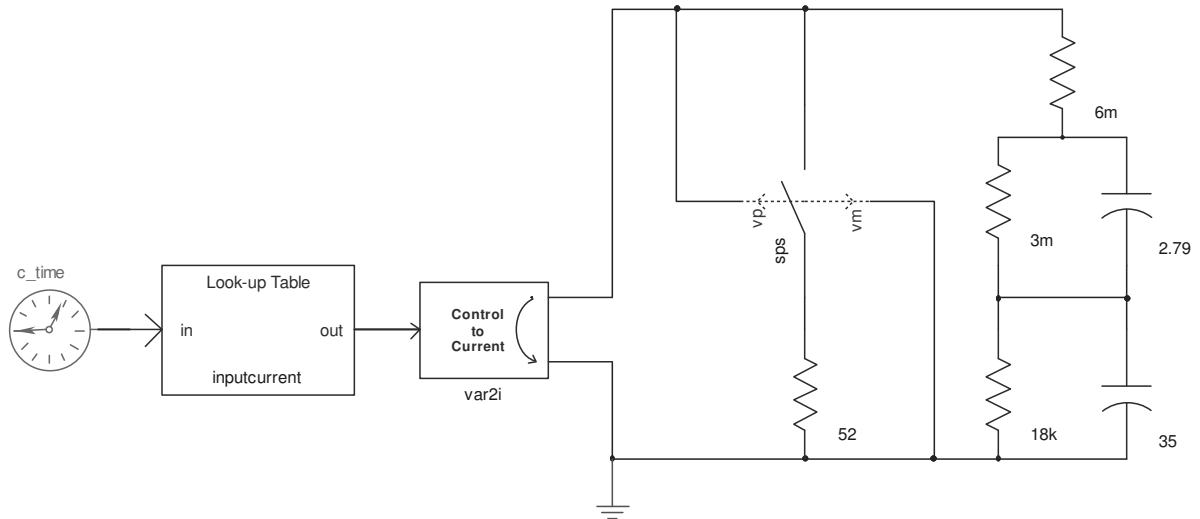 c_time
Look-up Table
in
out
inputcurrent
Control
to
Current
var2i
vp
vm
sps
52
6m
3m
2.79
18k
35